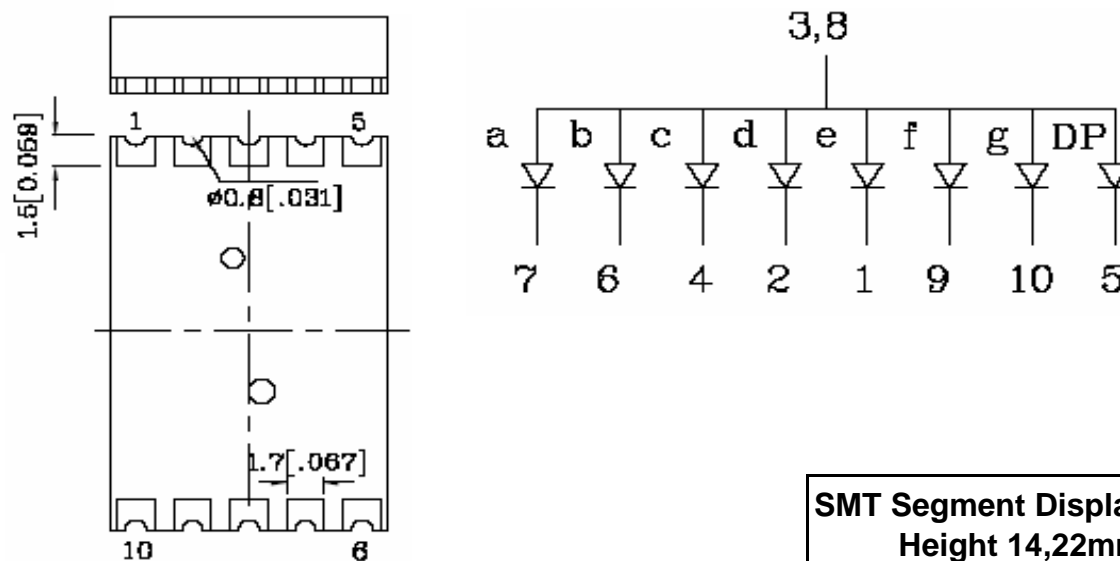 3,8
1 5
a b c d e f g DP
1.5[0.059]
ø0.8[.031]
7 6 4 2 1 9 10 5
1.7[.067]
SMT Segment Displa
10 6
Height 14,22m